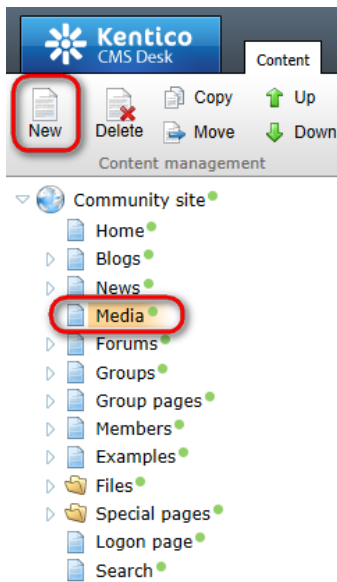 Kentico
CMS Desk
Content
New
Delete
Copy
Move
Up
Down
Content management
Community site
Home
Blogs
News
Media
Forums
Groups
Group pages
Members
Examples
Files
Special pages
Logon page
Search